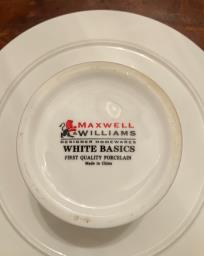 MAXWELL
& WILLIAMS
DESIGNER HOMEWARES
WHITE BASICS
FIRST QUALITY PORCELAIN
Made in China